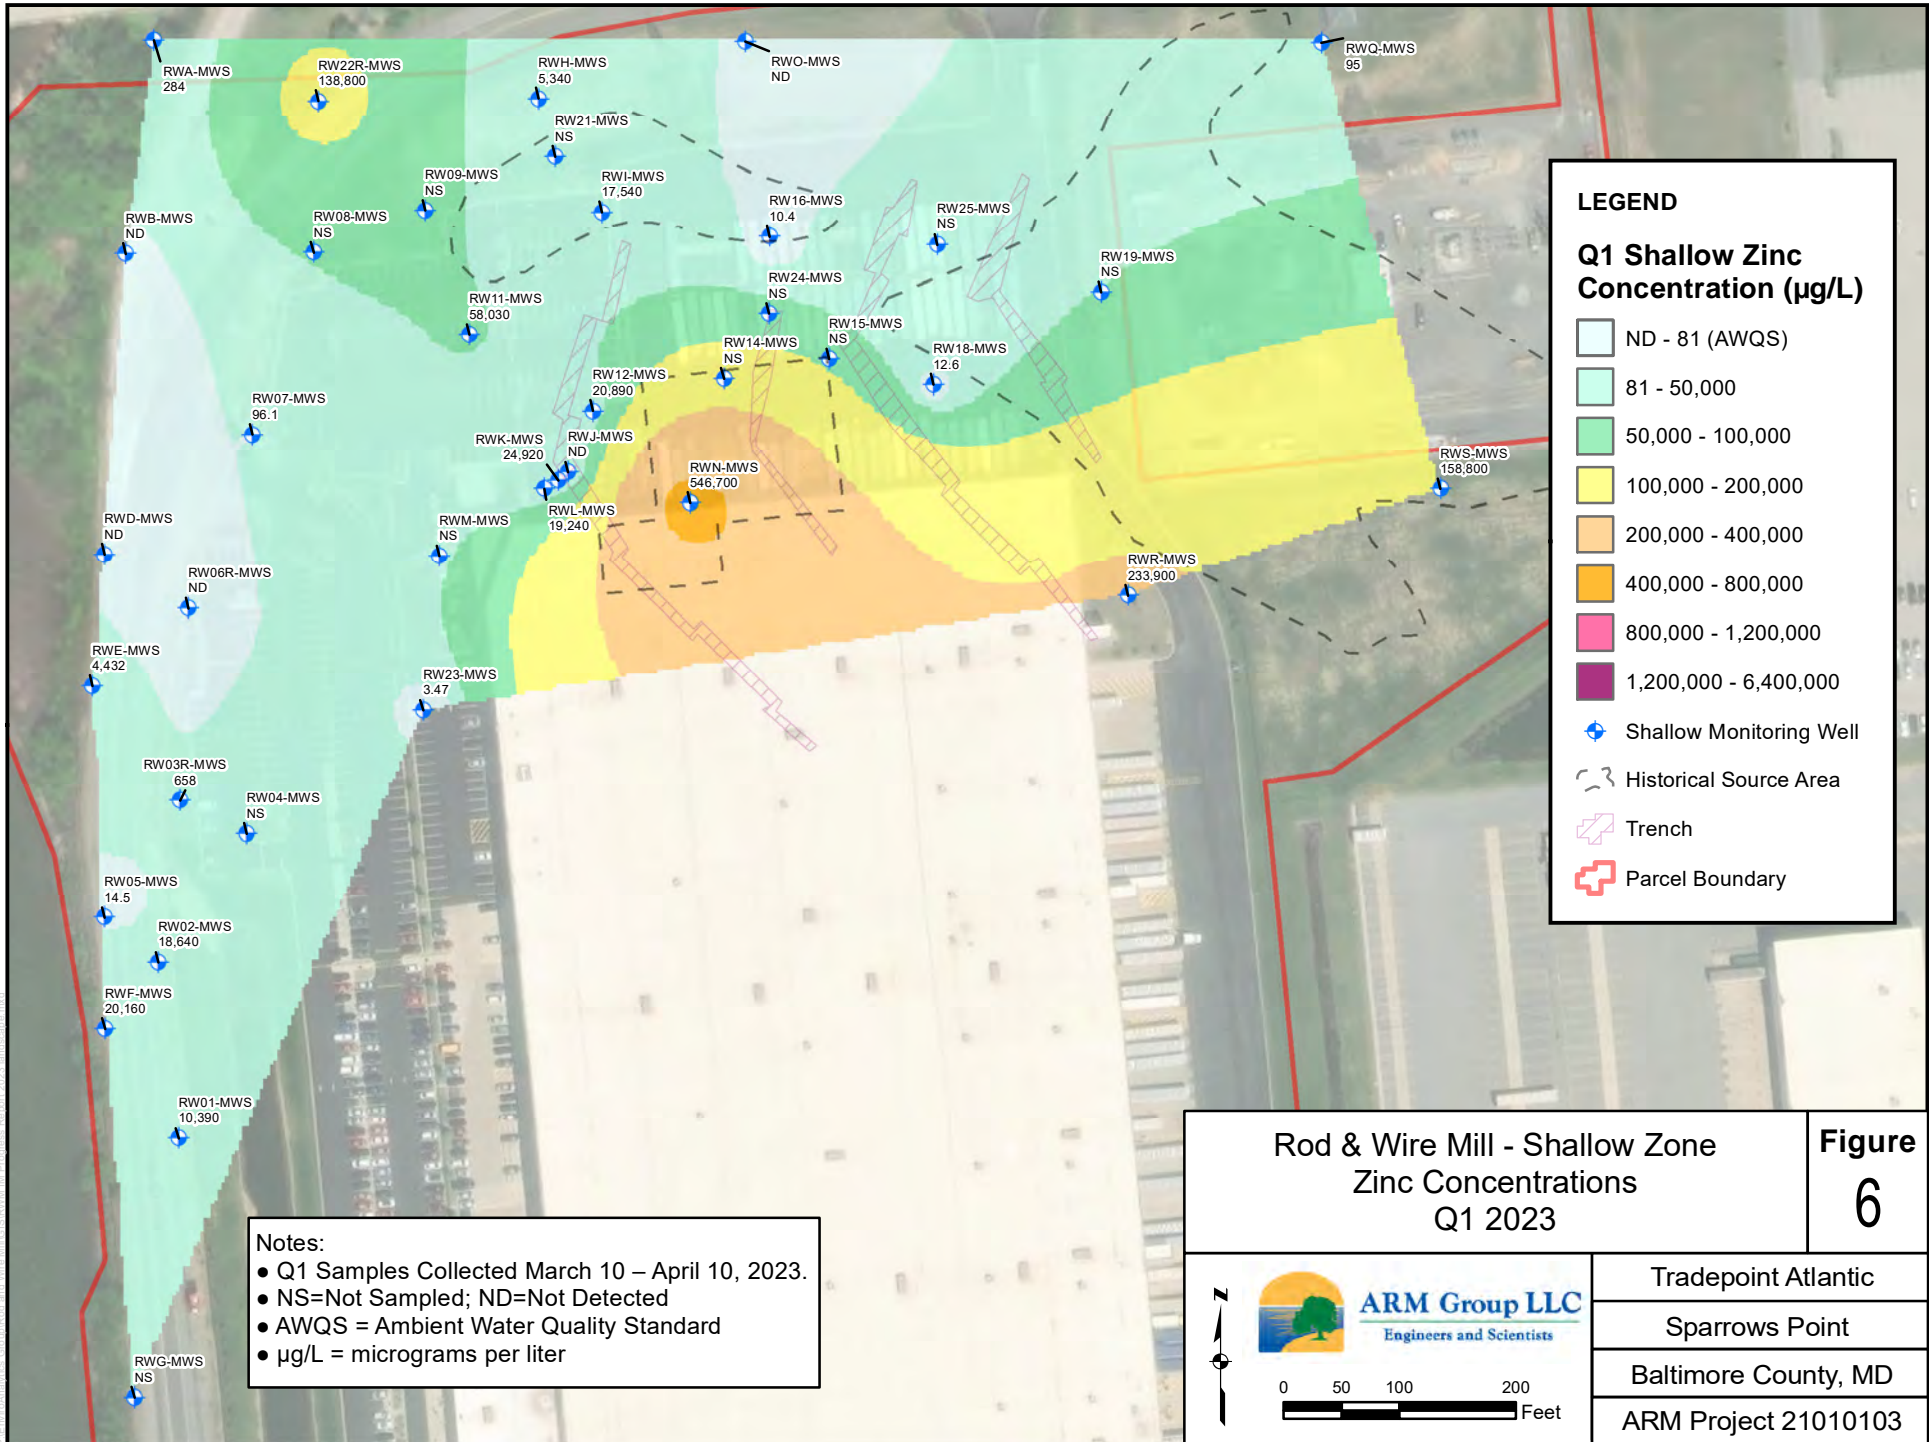 RWA-MWS
284
RW22R-MWS
138,800
RWH-MWS
5,340
RWO-MWS
ND
RWQ-MWS
95
RW21-MWS
NS
RW09-MWS
NS
RWI-MWS
17,540
RW16-MWS
10.4
RW25-MWS
NS
RWB-MWS
ND
RW08-MWS
NS
RW19-MWS
NS
RW24-MWS
NS
RW11-MWS
58,030
RW15-MWS
NS
RW14-MWS
NS
RW18-MWS
12.6
RW12-MWS
20,890
RW07-MWS
96.1
RWK-MWS
24,920
RWJ-MWS
ND
RWN-MWS
546,700
RWS-MWS
158,800
RWL-MWS
19,240
RWD-MWS
ND
RWM-MWS
NS
RWR-MWS
233,900
RW06R-MWS
ND
RWE-MWS
4,432
RW23-MWS
3.47
RW03R-MWS
658
RW04-MWS
NS
RW05-MWS
14.5
RW02-MWS
18,640
RWF-MWS
20,160
RW01-MWS
10,390
RWG-MWS
NS
LEGEND
Q1 Shallow Zinc
Concentration (µg/L)
ND - 81 (AWQS)
81 - 50,000
50,000 - 100,000
100,000 - 200,000
200,000 - 400,000
400,000 - 800,000
800,000 - 1,200,000
1,200,000 - 6,400,000
Shallow Monitoring Well
Historical Source Area
Trench
Parcel Boundary
Notes:
● Q1 Samples Collected March 10 – April 10, 2023.
● NS=Not Sampled; ND=Not Detected
● AWQS = Ambient Water Quality Standard
● µg/L = micrograms per liter
Rod & Wire Mill - Shallow Zone
Zinc Concentrations
Q1 2023
Figure
6
Z
ARM Group LLC
Engineers and Scientists
0 50 100 200
Feet
Tradepoint Atlantic
Sparrows Point
Baltimore County, MD
ARM Project 21010103